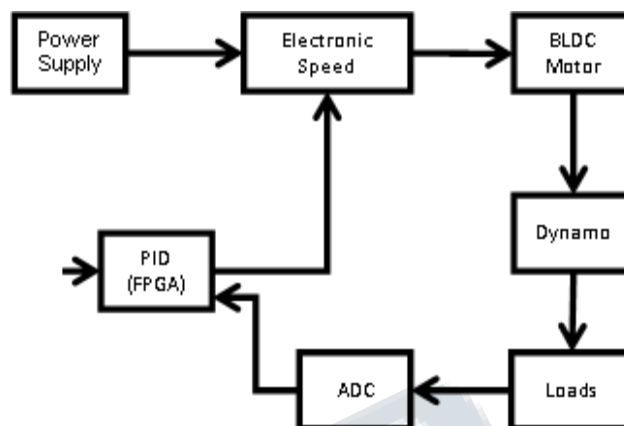 Power
Supply
Electronic
Speed
BLDC
Motor
Dynamo
PID
(FPGA)
ADC
Loads